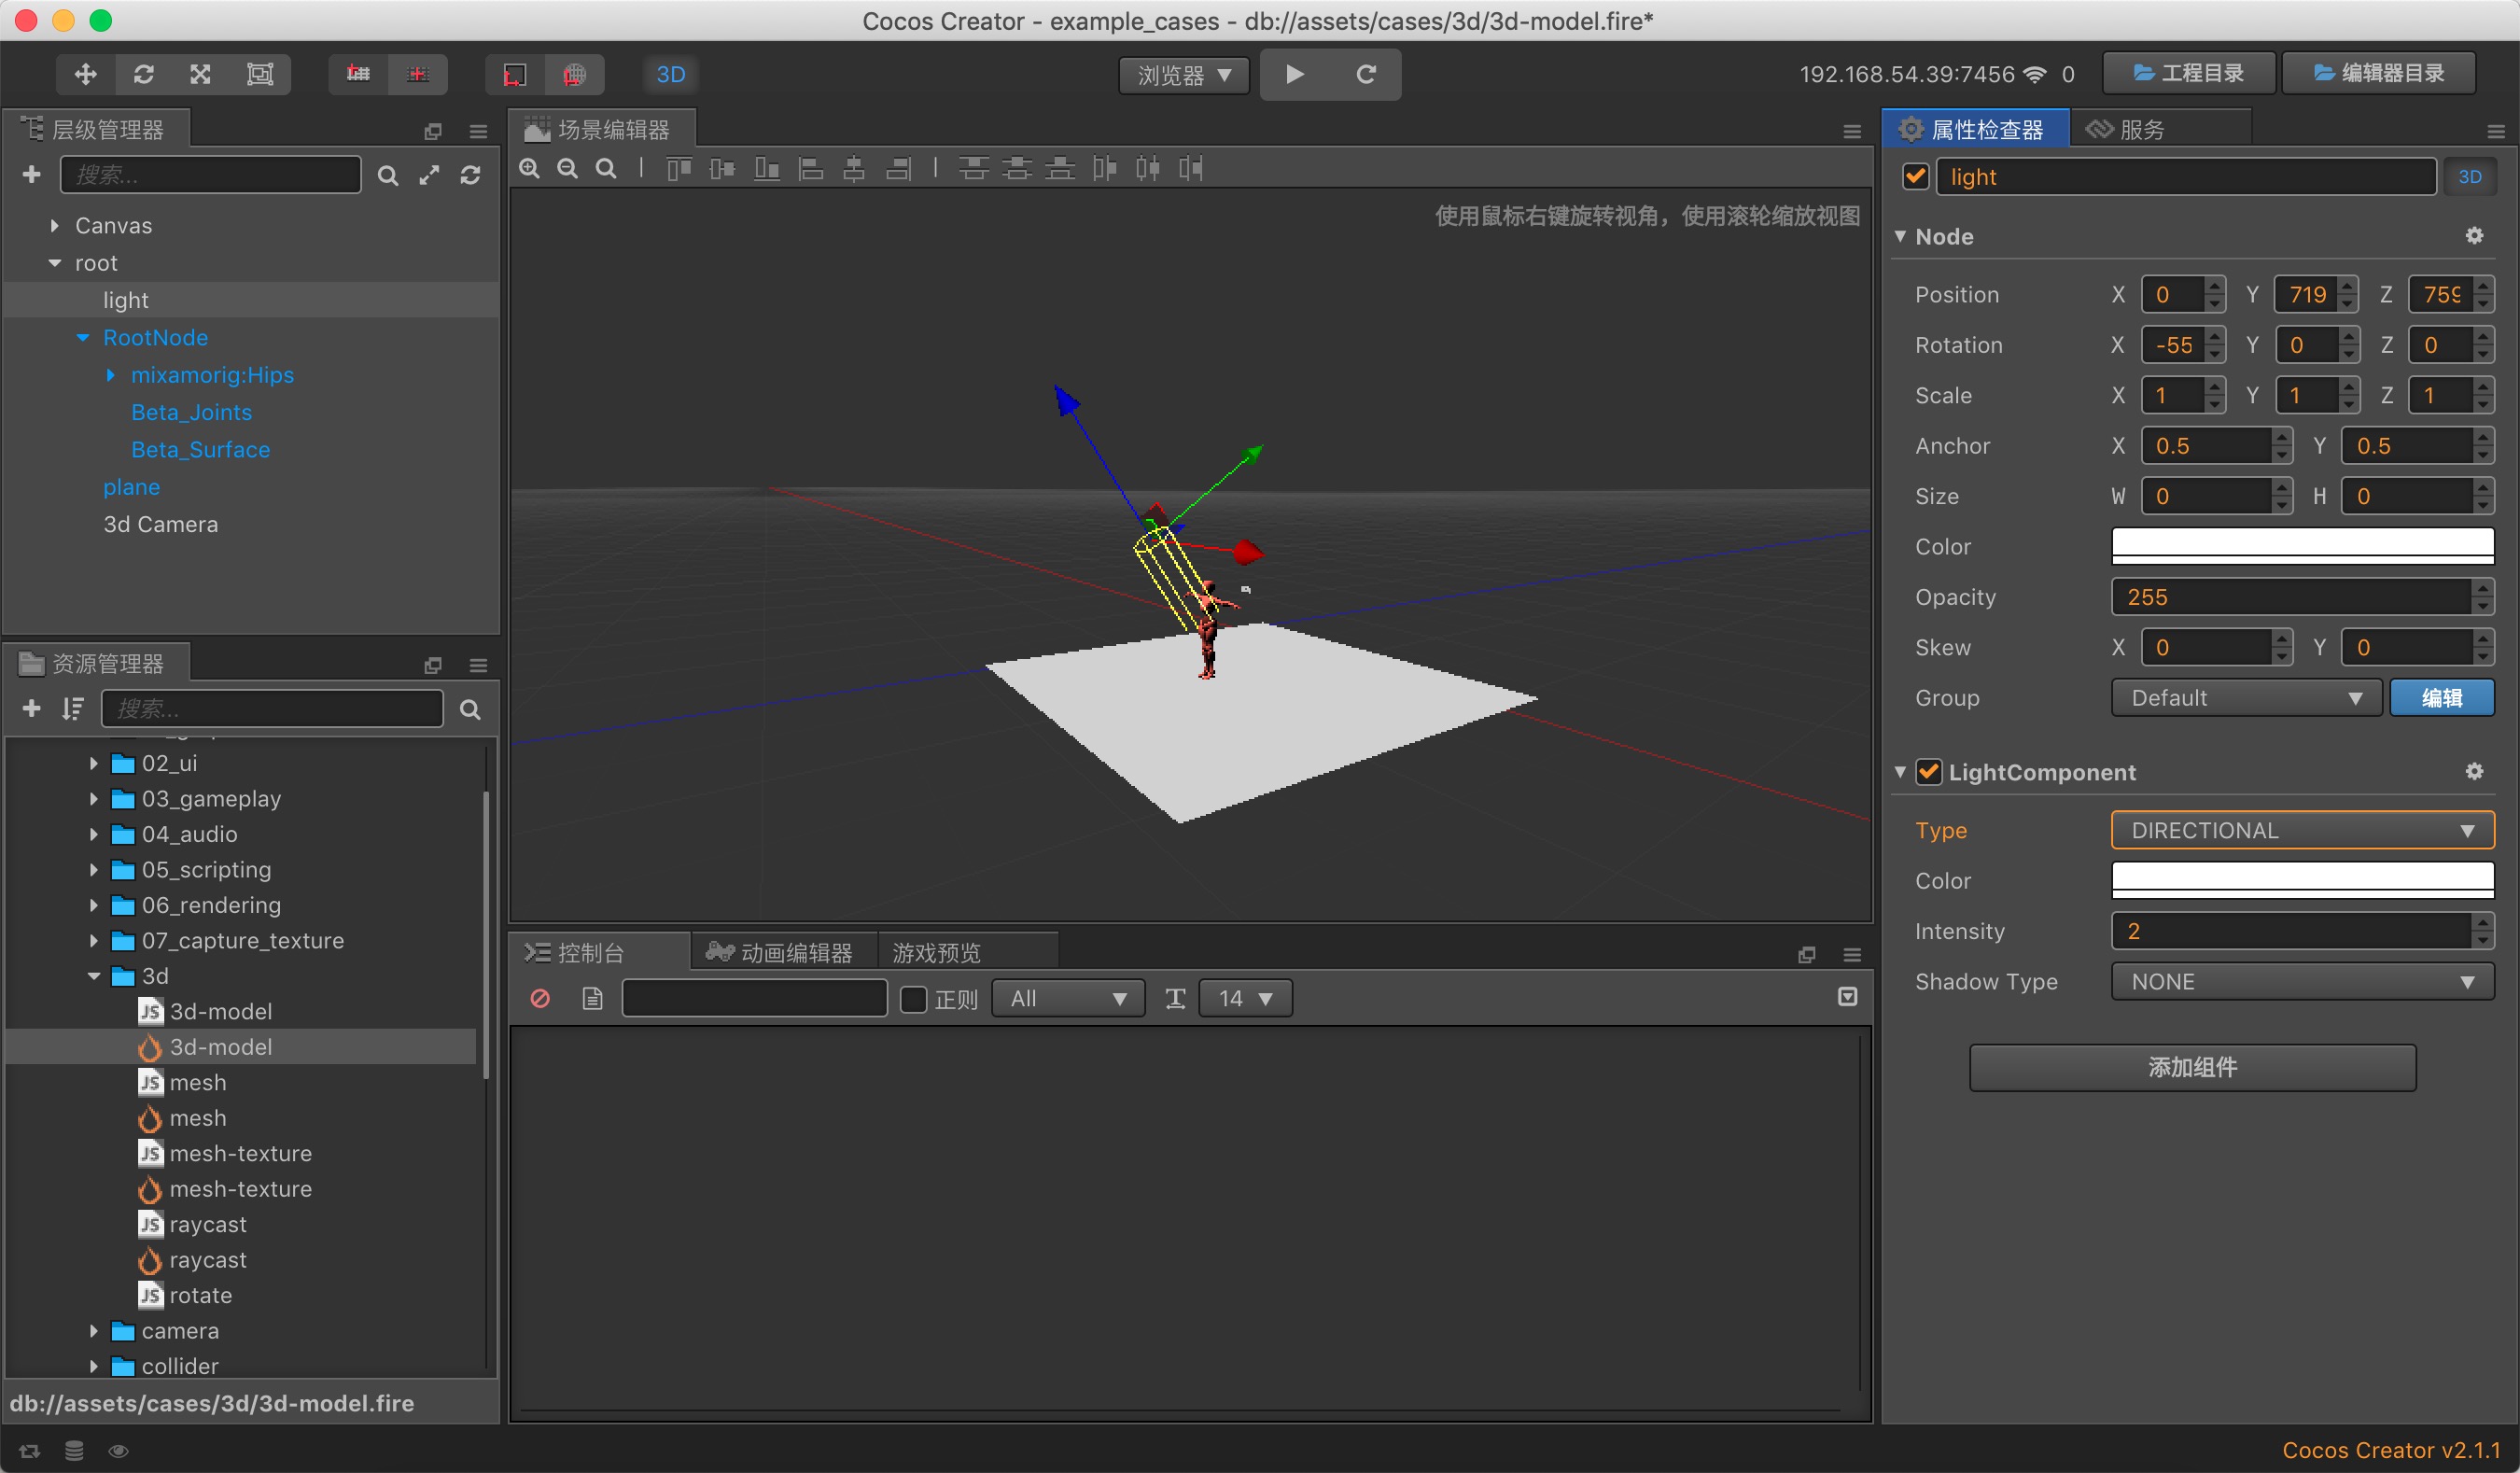 Cocos Creator - example_cases - db://assets/cases/3d/3d-model.fire*
3D
浏览器
192.168.54.39:7456
0
工程目录
编辑器目录
层级管理器
搜索...
Canvas
root
light
RootNode
mixamorig:Hips
Beta_Joints
Beta_Surface
plane
3d Camera
资源管理器
搜索...
02_ui
03_gameplay
04_audio
05_scripting
06_rendering
07_capture_texture
3d
JS 3d-model
3d-model
JS mesh
mesh
JS mesh-texture
mesh-texture
JS raycast
raycast
JS rotate
camera
collider
db://assets/cases/3d/3d-model.fire
场景编辑器
使用鼠标右键旋转视角，使用滚轮缩放视图
控制台
动画编辑器
游戏预览
正则
All
14
属性检查器
服务
light
3D
Node
Position X 0 Y 719 Z 759
Rotation X -55 Y 0 Z 0
Scale X 1 Y 1 Z 1
Anchor X 0.5 Y 0.5
Size W 0 H 0
Color
Opacity 255
Skew X 0 Y 0
Group Default 编辑
LightComponent
Type DIRECTIONAL
Color
Intensity 2
Shadow Type NONE
添加组件
Cocos Creator v2.1.1